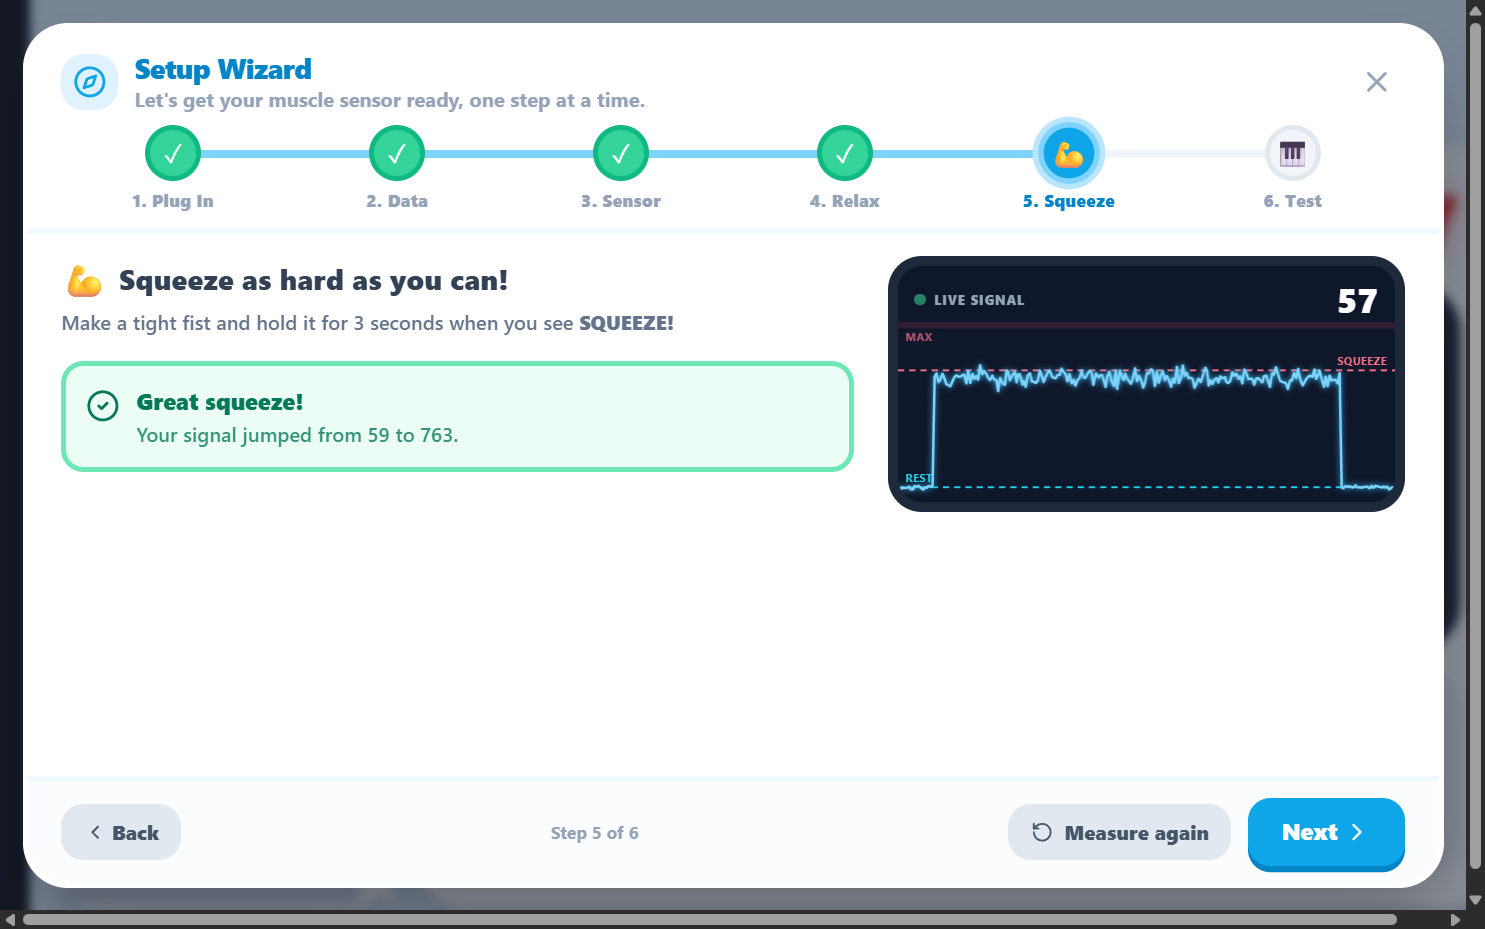 Setup Wizard
Let's get your muscle sensor ready, one step at a time.
1. Plug In
2. Data
3. Sensor
4. Relax
5. Squeeze
6. Test
Squeeze as hard as you can!
Make a tight fist and hold it for 3 seconds when you see SQUEEZE!
Great squeeze!
Your signal jumped from 59 to 763.
LIVE SIGNAL
57
MAX
SQUEEZE
REST
Back
Step 5 of 6
Measure again
Next